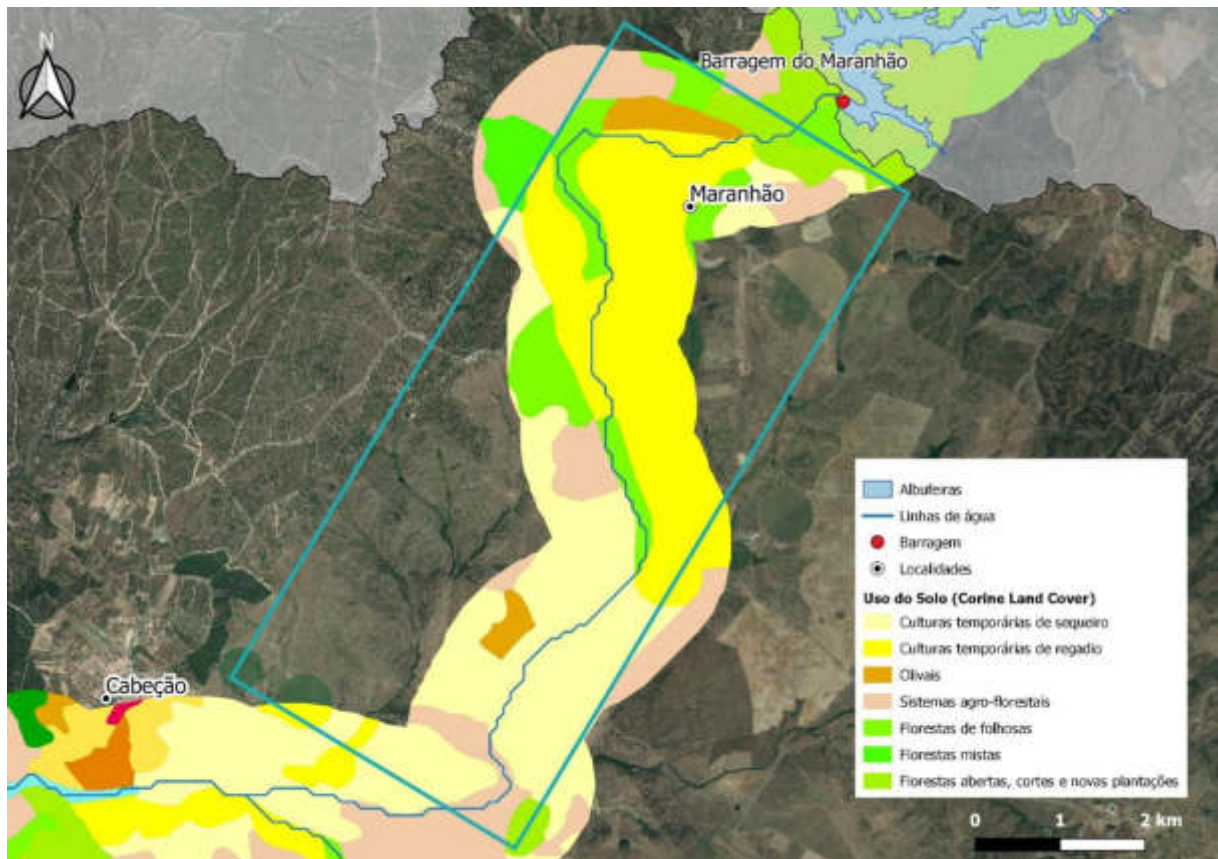 N
Barragem do Maranhão
Maranhão
Cabeção
Albufeiras
Linhas de água
Barragem
Localidades
Uso do Solo (Corine Land Cover)
Culturas temporárias de sequeiro
Culturas temporárias de regadio
Olivais
Sistemas agro-florestais
Florestas de folhosas
Florestas mistas
Florestas abertas, cortes e novas plantações
0 1 2 km